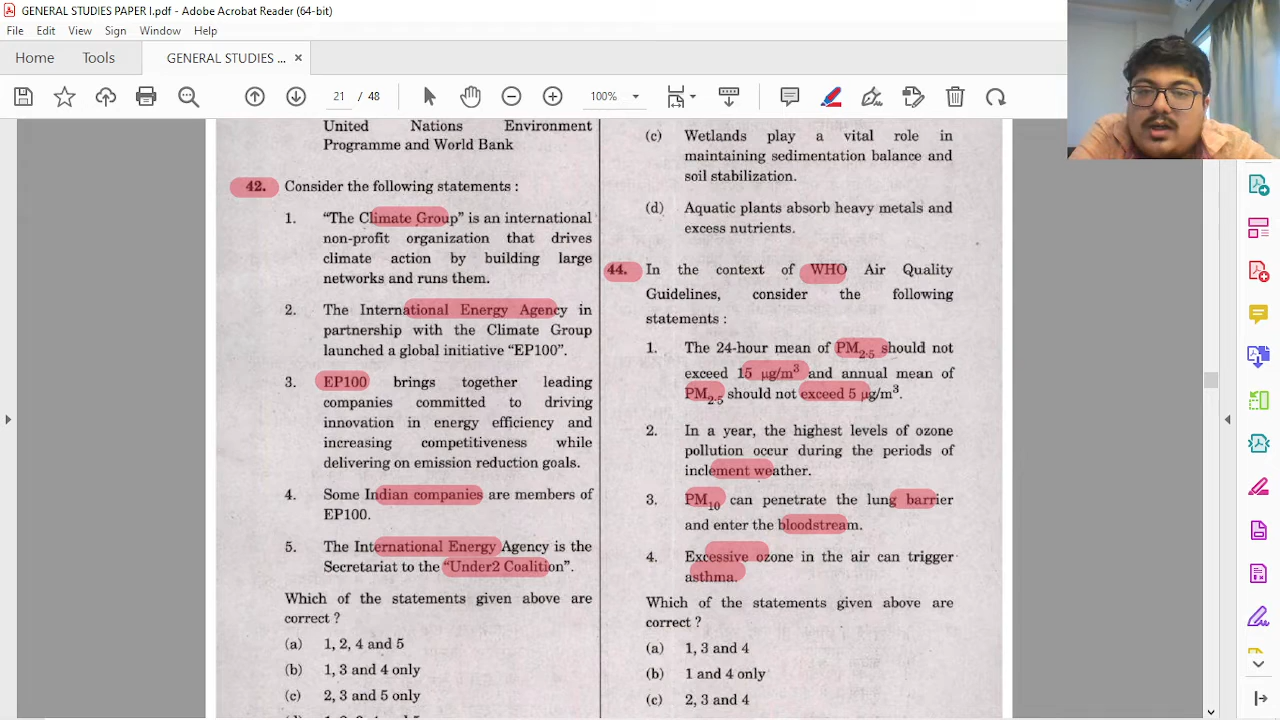 GENERAL STUDIES PAPER I.pdf - Adobe Acrobat Reader (64-bit)
File Edit View Sign Window Help
Home Tools GENERAL STUDIES ... ×
21 / 48 100%
United Nations Environment
Programme and World Bank
42. Consider the following statements :
1. “The Climate Group” is an international
non-profit organization that drives
climate action by building large
networks and runs them.
2. The International Energy Agency in
partnership with the Climate Group
launched a global initiative “EP100”.
3. EP100 brings together leading
companies committed to driving
innovation in energy efficiency and
increasing competitiveness while
delivering on emission reduction goals.
4. Some Indian companies are members of
EP100.
5. The International Energy Agency is the
Secretariat to the “Under2 Coalition”.
Which of the statements given above are
correct ?
(a) 1, 2, 4 and 5
(b) 1, 3 and 4 only
(c) 2, 3 and 5 only
(c) Wetlands play a vital role in
maintaining sedimentation balance and
soil stabilization.
(d) Aquatic plants absorb heavy metals and
excess nutrients.
44. In the context of WHO Air Quality
Guidelines, consider the following
statements :
1. The 24-hour mean of PM2.5 should not
exceed 15 µg/m³ and annual mean of
PM2.5 should not exceed 5 µg/m³.
2. In a year, the highest levels of ozone
pollution occur during the periods of
inclement weather.
3. PM10 can penetrate the lung barrier
and enter the bloodstream.
4. Excessive ozone in the air can trigger
asthma.
Which of the statements given above are
correct ?
(a) 1, 3 and 4
(b) 1 and 4 only
(c) 2, 3 and 4